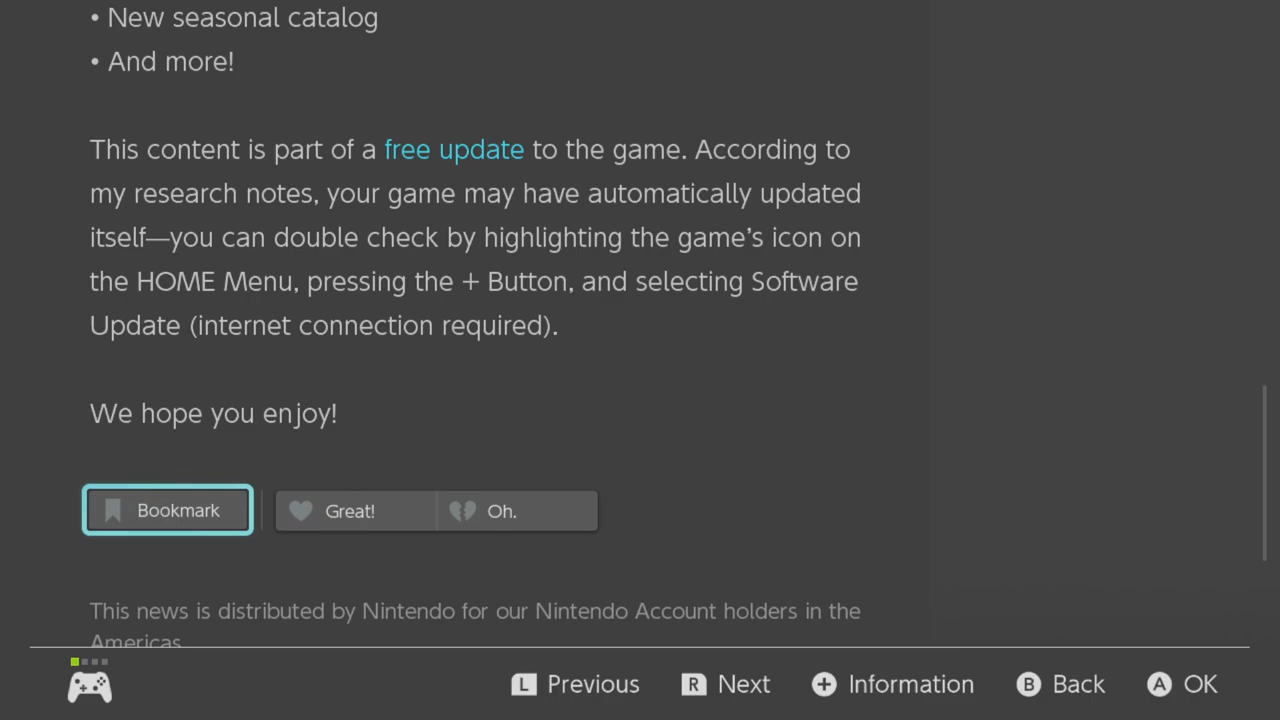 • New seasonal catalog
• And more!
This content is part of a free update to the game. According to
my research notes, your game may have automatically updated
itself—you can double check by highlighting the game’s icon on
the HOME Menu, pressing the + Button, and selecting Software
Update (internet connection required).
We hope you enjoy!
Bookmark Great! Oh.
This news is distributed by Nintendo for our Nintendo Account holders in the
Americas
L Previous R Next + Information B Back A OK